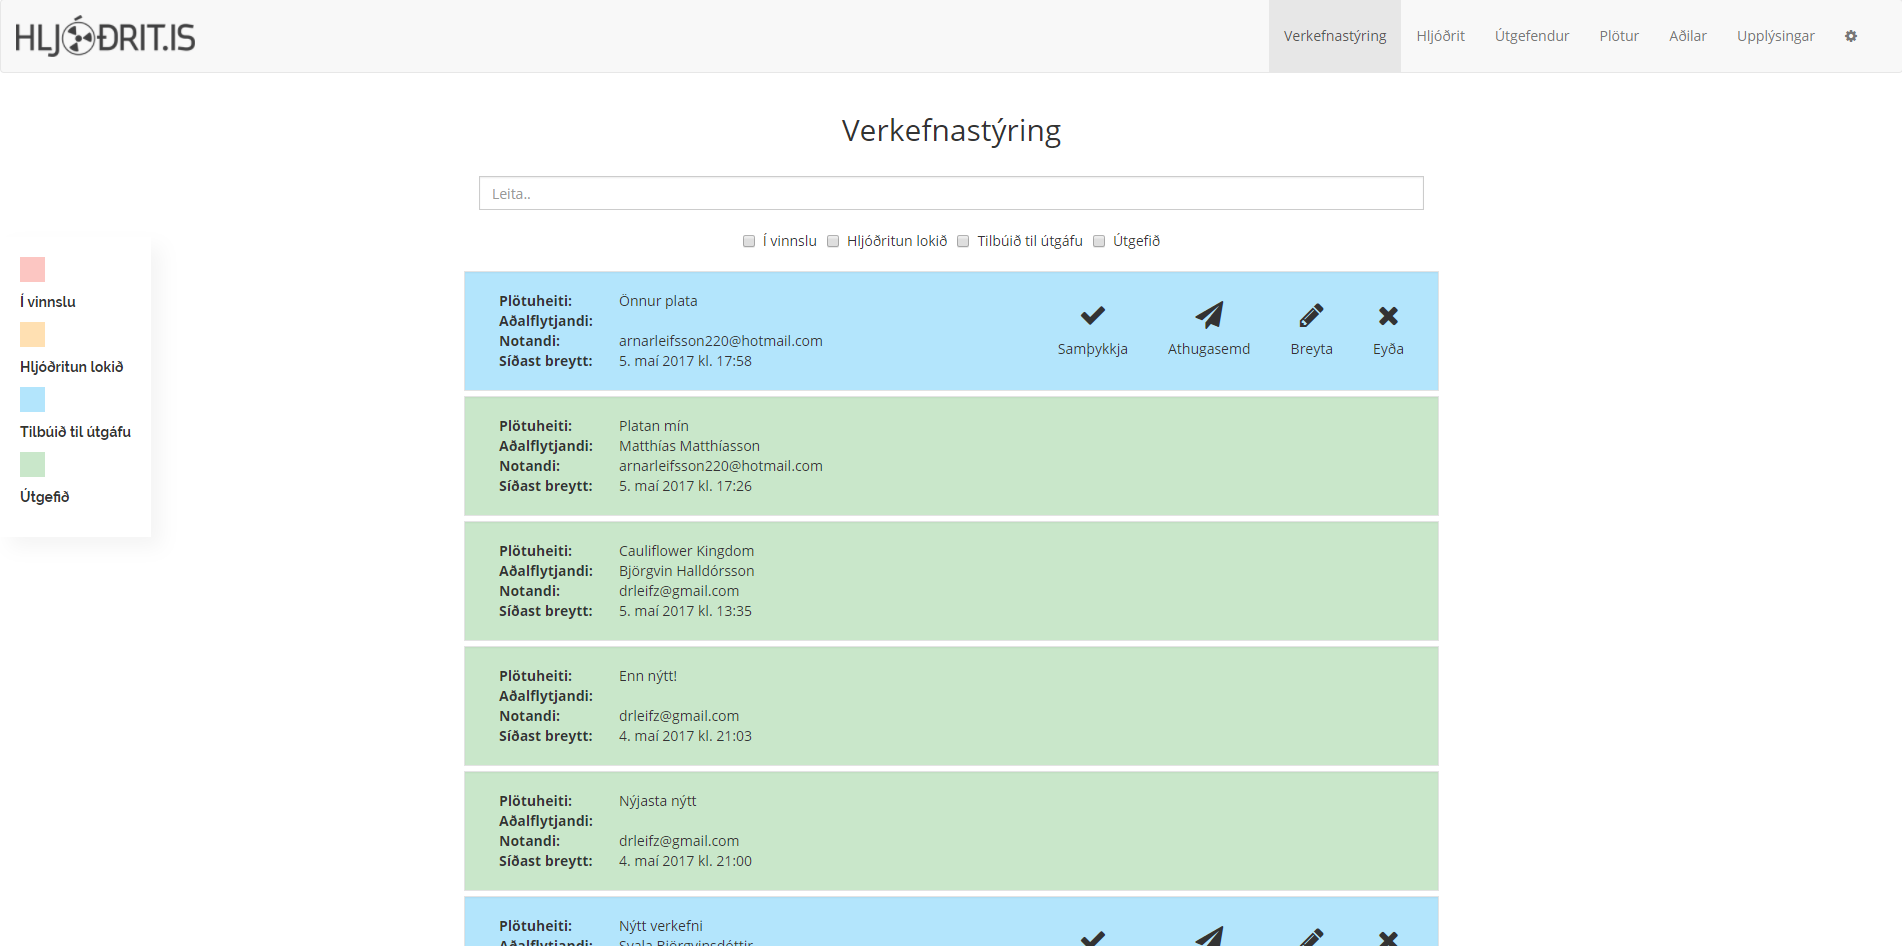 HLJÓÐRIT.IS
Verkefnastýring Hljóðrit Útgefendur Plötur Aðilar Upplýsingar
Verkefnastýring
Leita..
Í vinnslu Hljóðritun lokið Tilbúið til útgáfu Útgefið
Í vinnslu
Hljóðritun lokið
Tilbúið til útgáfu
Útgefið
Plötuheiti: Önnur plata
Aðalflytjandi:
Notandi: arnarleifsson220@hotmail.com
Síðast breytt: 5. maí 2017 kl. 17:58
Samþykkja Athugasemd Breyta Eyða
Plötuheiti: Platan mín
Aðalflytjandi: Matthías Matthíasson
Notandi: arnarleifsson220@hotmail.com
Síðast breytt: 5. maí 2017 kl. 17:26
Plötuheiti: Cauliflower Kingdom
Aðalflytjandi: Björgvin Halldórsson
Notandi: drleifz@gmail.com
Síðast breytt: 5. maí 2017 kl. 13:35
Plötuheiti: Enn nýtt!
Aðalflytjandi:
Notandi: drleifz@gmail.com
Síðast breytt: 4. maí 2017 kl. 21:03
Plötuheiti: Nýjasta nýtt
Aðalflytjandi:
Notandi: drleifz@gmail.com
Síðast breytt: 4. maí 2017 kl. 21:00
Plötuheiti: Nýtt verkefni
Aðalflytjandi: Svala Björgvinsdóttir